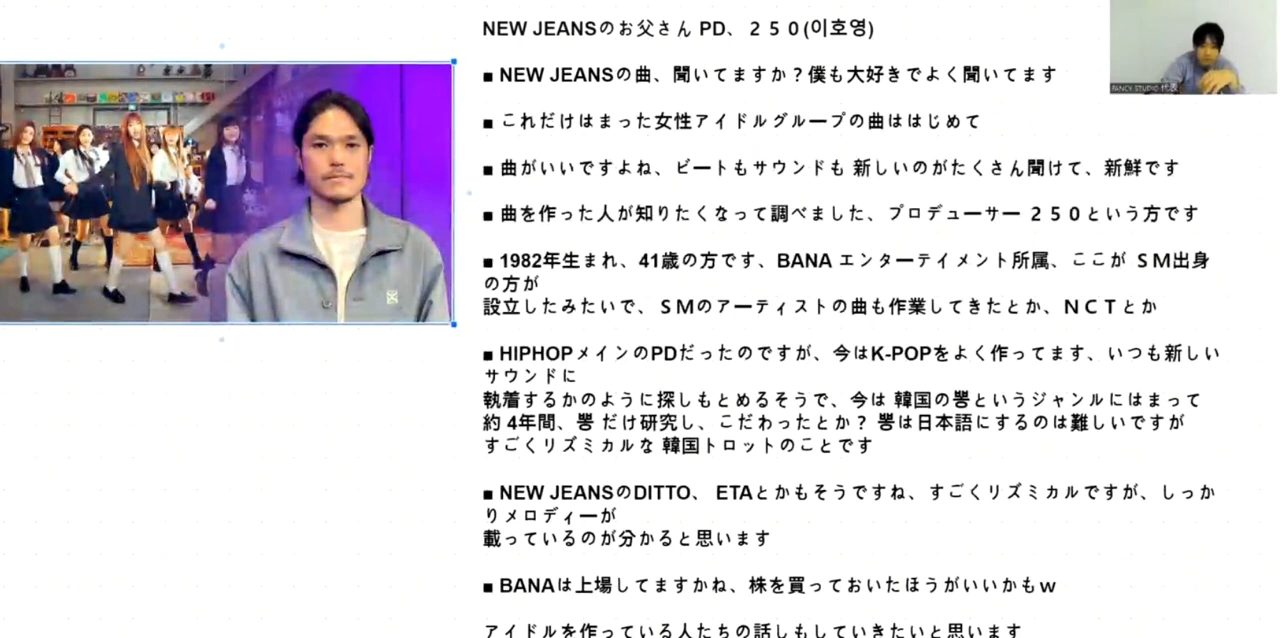 NEW JEANSのお父さん PD、２５０(이호영)
■ NEW JEANSの曲、聞いてますか？僕も大好きでよく聞いてます
■ これだけはまった女性アイドルグループの曲ははじめて
■ 曲がいいですよね、ビートもサウンドも 新しいのがたくさん聞けて、新鮮です
■ 曲を作った人が知りたくなって調べました、プロデューサー ２５０という方です
■ 1982年生まれ、41歳の方です、BANA エンターテイメント所属、ここが ＳＭ出身
の方が
設立したみたいで、ＳＭのアーティストの曲も作業してきたとか、ＮＣＴとか
■ HIPHOPメインのPDだったのですが、今はK-POPをよく作ってます、いつも新しい
サウンドに
執着するかのように探しもとめるそうで、今は 韓国の뽕というジャンルにはまって
約 4年間、뽕 だけ研究し、こだわったとか？ 뽕は日本語にするのは難しいですが
すごくリズミカルな 韓国トロットのことです
■ NEW JEANSのDITTO、 ETAとかもそうですね、すごくリズミカルですが、しっか
りメロディーが
載っているのが分かると思います
■ BANAは上場してますかね、株を買っておいたほうがいいかもｗ
アイドルを作っている人たちの話しもしていきたいと思います
FANCY STUDIO 代表